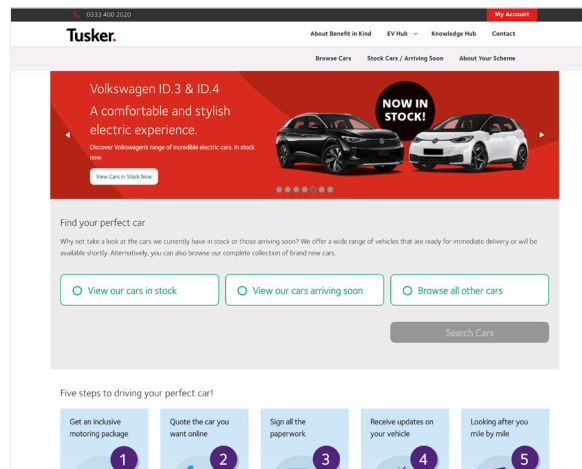 0333 400 2020
My Account
Tusker.
About Benefit in Kind
EV Hub
Knowledge Hub
Contact
Browse Cars
Stock Cars / Arriving Soon
About Your Scheme
Volkswagen ID.3 & ID.4
A comfortable and stylish
electric experience.
Discover Volkswagen's range of incredible electric cars. In stock
now.
View Cars in Stock Now
NOW IN
STOCK!
Find your perfect car
Why not take a look at the cars we currently have in stock or those arriving soon? We offer a wide range of vehicles that are ready for immediate delivery or will be
available shortly. Alternatively, you can also browse our complete collection of brand new cars.
View our cars in stock
View our cars arriving soon
Browse all other cars
Search Cars
Five steps to driving your perfect car!
Get an inclusive
motoring package
1
Quote the car you
want online
2
Sign all the
paperwork
3
Receive updates on
your vehicle
4
Looking after you
mile by mile
5